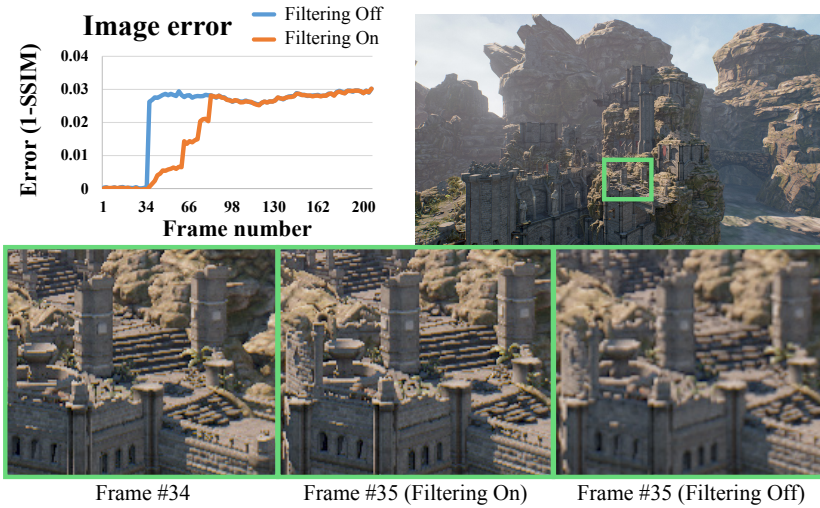 Image error
Filtering Off
Filtering On
Error (1-SSIM)
0.04
0.03
0.02
0.01
0
1 34 66 98 130 162 200
Frame number
Frame #34
Frame #35 (Filtering On)
Frame #35 (Filtering Off)